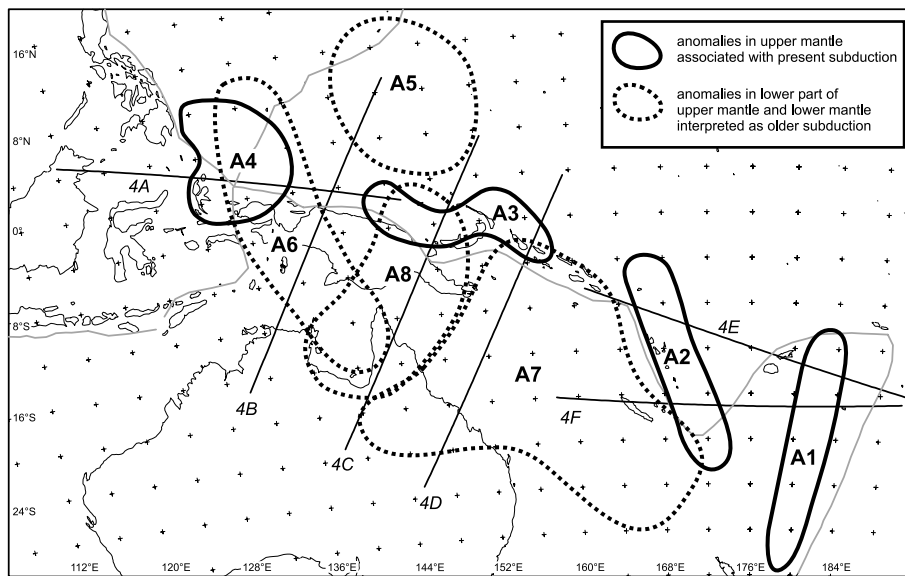 16°N
8°N
0°
8°S
16°S
24°S
112°E
120°E
128°E
136°E
144°E
152°E
160°E
168°E
176°E
184°E
anomalies in upper mantle
associated with present subduction
anomalies in lower part of
upper mantle and lower mantle
interpreted as older subduction
A5
A4
4A
A3
A6
A8
4E
A2
A7
4B
4F
4C
A1
4D